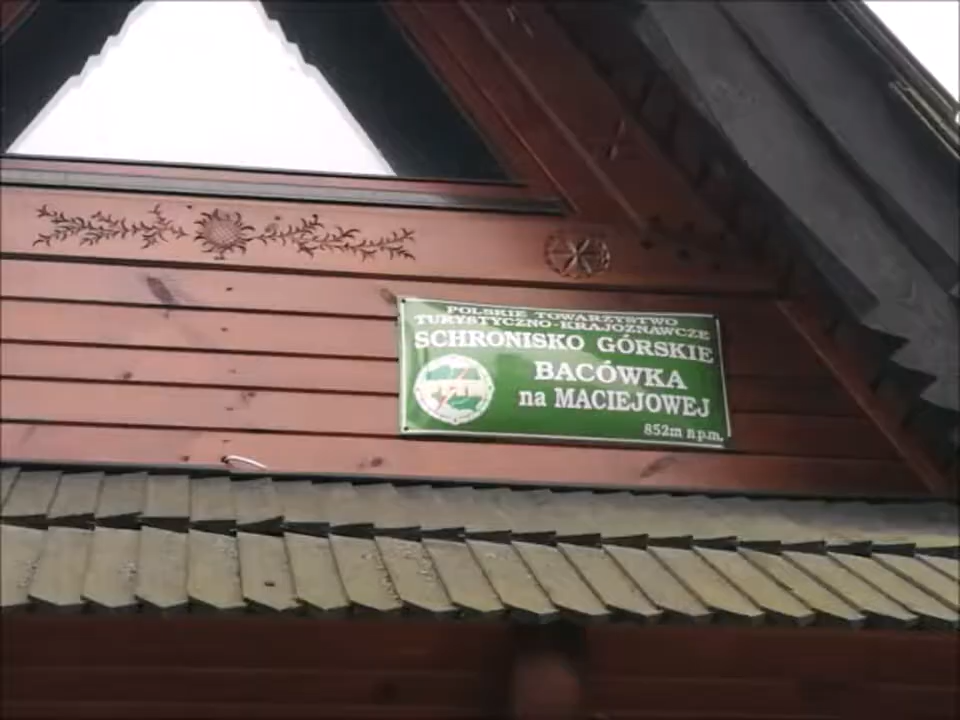 POLSKIE TOWARZYSTWO
TURYSTYCZNO-KRAJOZNAWCZE
SCHRONISKO GÓRSKIE
BACÓWKA
na MACIEJOWEJ
852m n.p.m.